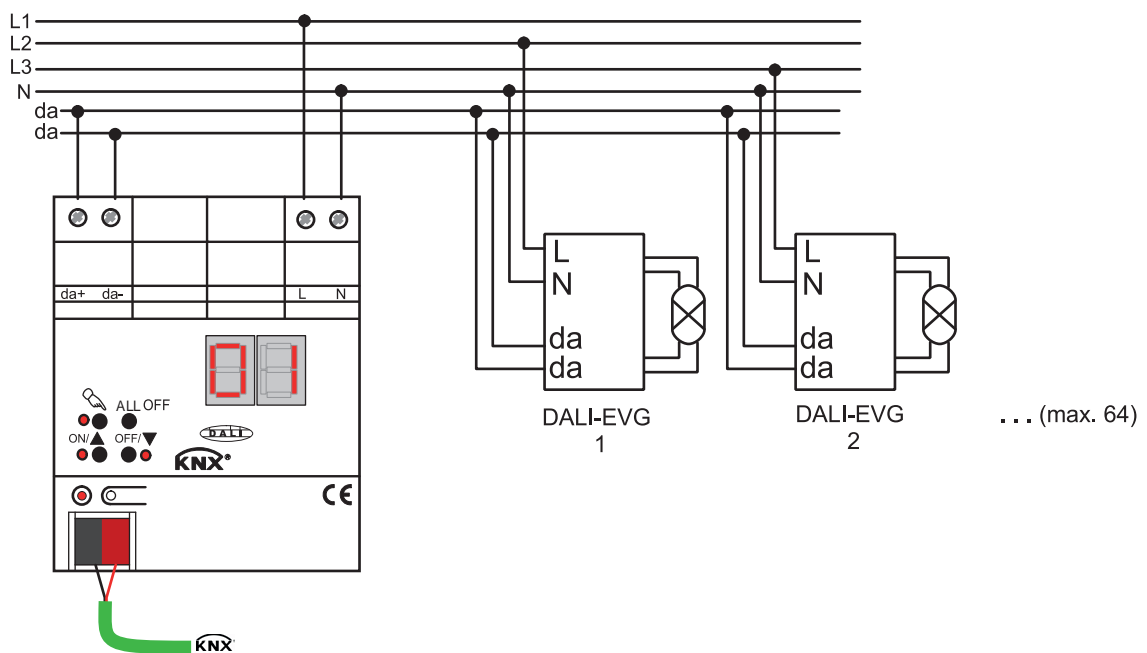 L1
L2
L3
N
da
da
da+ da- L N
01
ALL OFF
ON/▲ OFF/▼
DALI
KNX®
CE
KNX
L
N
da
da
DALI-EVG
1
L
N
da
da
DALI-EVG
2
... (max. 64)